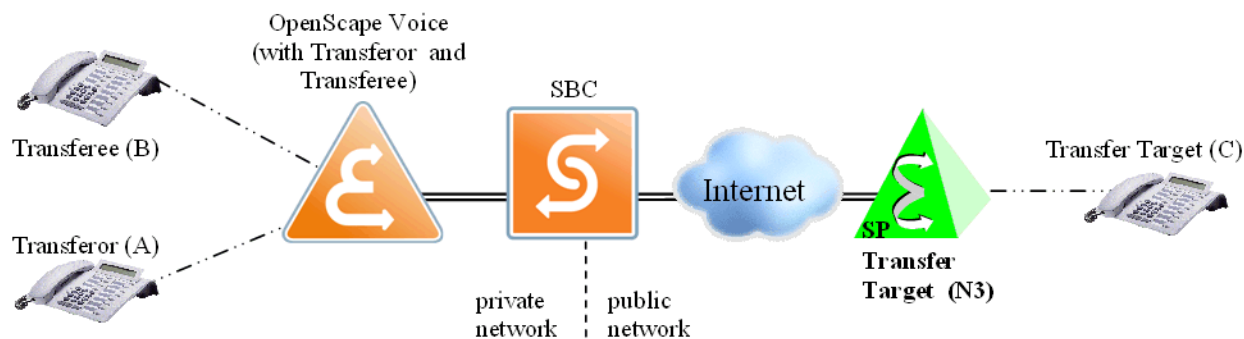 OpenScape Voice
(with Transferor and
Transferee)
SBC
Transferee (B)
Internet
Transfer Target (C)
Transferor (A)
SP
Transfer
Target (N3)
private
network
public
network